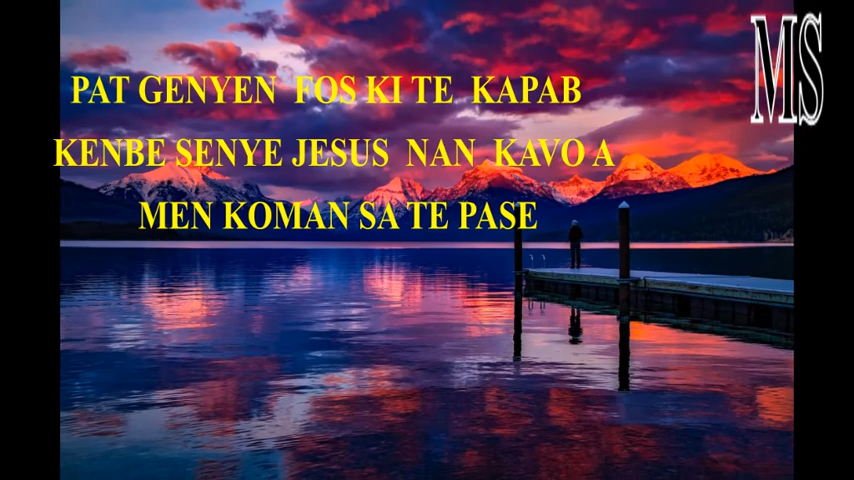 MS
PAT GENYEN FOS KI TE KAPAB
KENBE SENYE JESUS NAN KAVO A
MEN KOMAN SA TE PASE